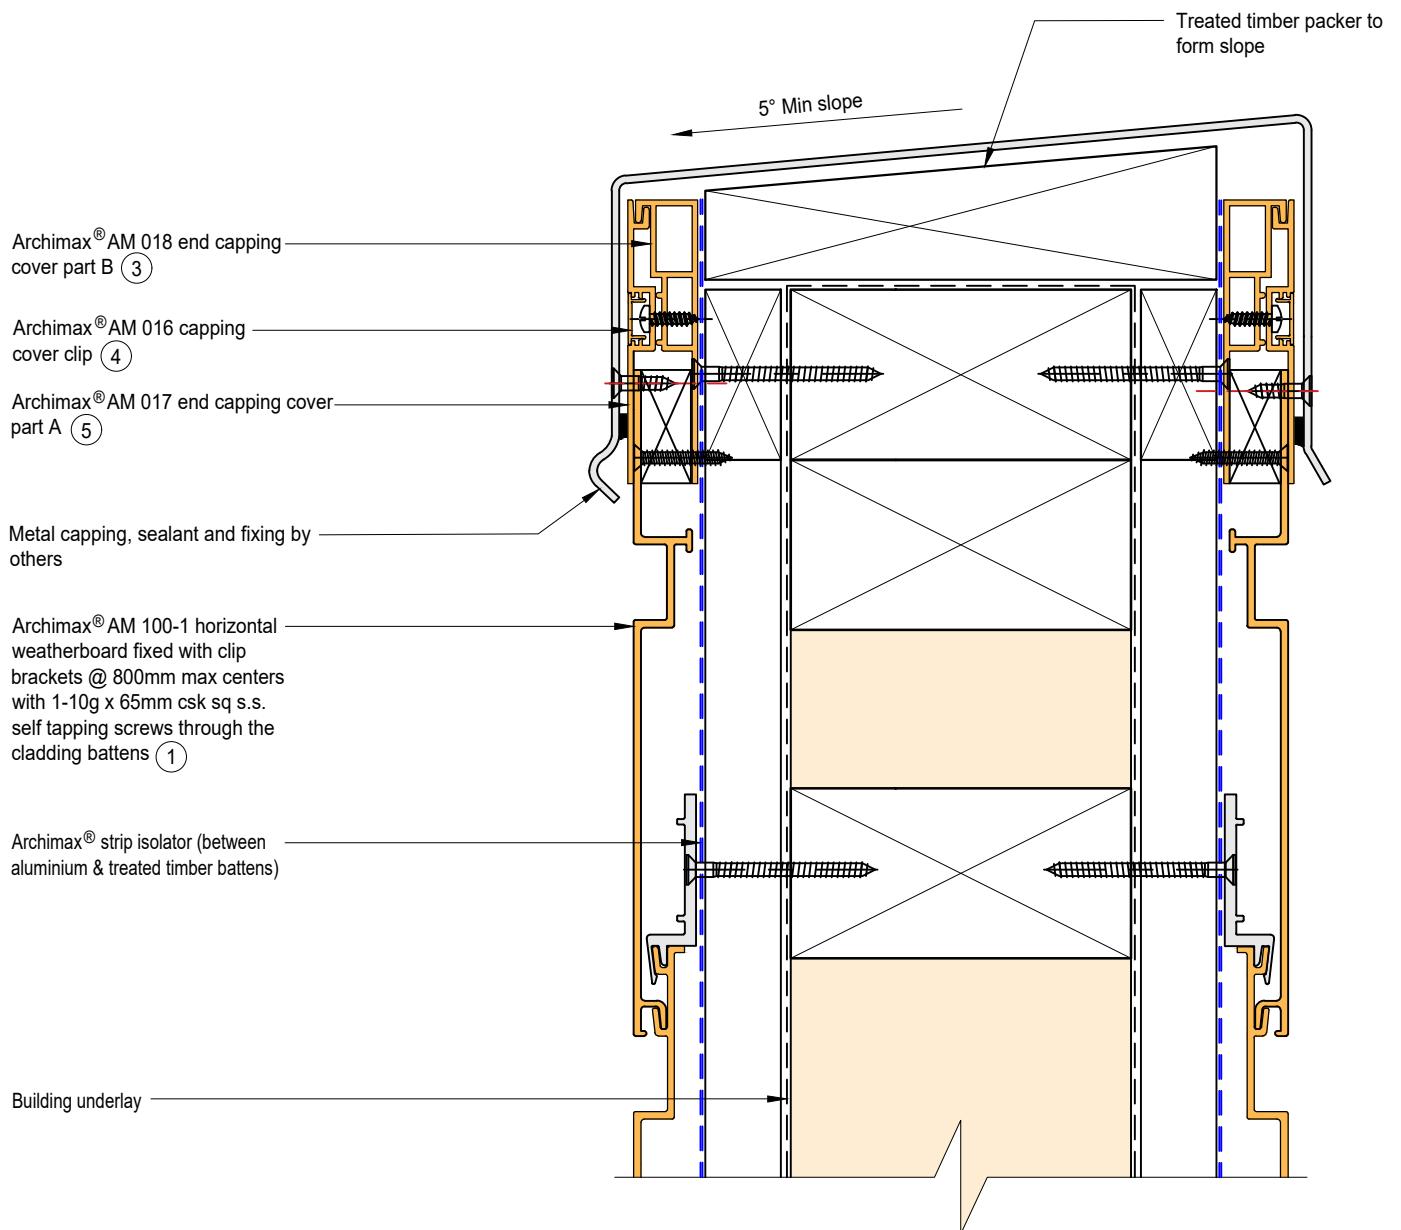 Treated timber packer to
form slope
5° Min slope
Archimax® AM 018 end capping
cover part B 3
Archimax® AM 016 capping
cover clip 4
Archimax® AM 017 end capping cover
part A 5
Metal capping, sealant and fixing by
others
Archimax® AM 100-1 horizontal
weatherboard fixed with clip
brackets @ 800mm max centers
with 1-10g x 65mm csk sq s.s.
self tapping screws through the
cladding battens 1
Archimax® strip isolator (between
aluminium & treated timber battens)
Building underlay